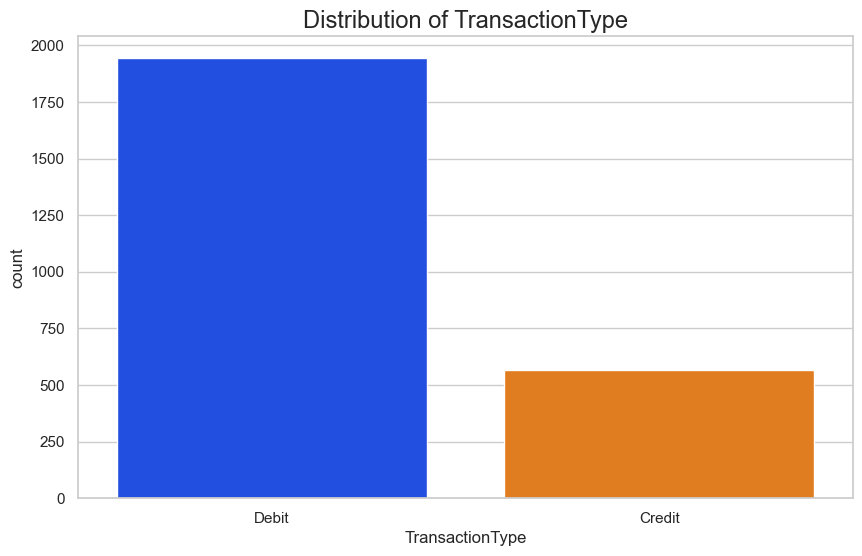 Distribution of TransactionType
2000
1750
1500
1250
1000
750
500
250
0
count
Debit
Credit
TransactionType